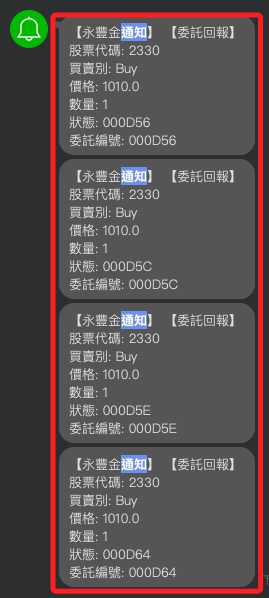 【永豐金通知】 【委託回報】
股票代碼: 2330
買賣別: Buy
價格: 1010.0
數量: 1
狀態: 000D56
委託編號: 000D56
【永豐金通知】 【委託回報】
股票代碼: 2330
買賣別: Buy
價格: 1010.0
數量: 1
狀態: 000D5C
委託編號: 000D5C
【永豐金通知】 【委託回報】
股票代碼: 2330
買賣別: Buy
價格: 1010.0
數量: 1
狀態: 000D5E
委託編號: 000D5E
【永豐金通知】 【委託回報】
股票代碼: 2330
買賣別: Buy
價格: 1010.0
數量: 1
狀態: 000D64
委託編號: 000D64